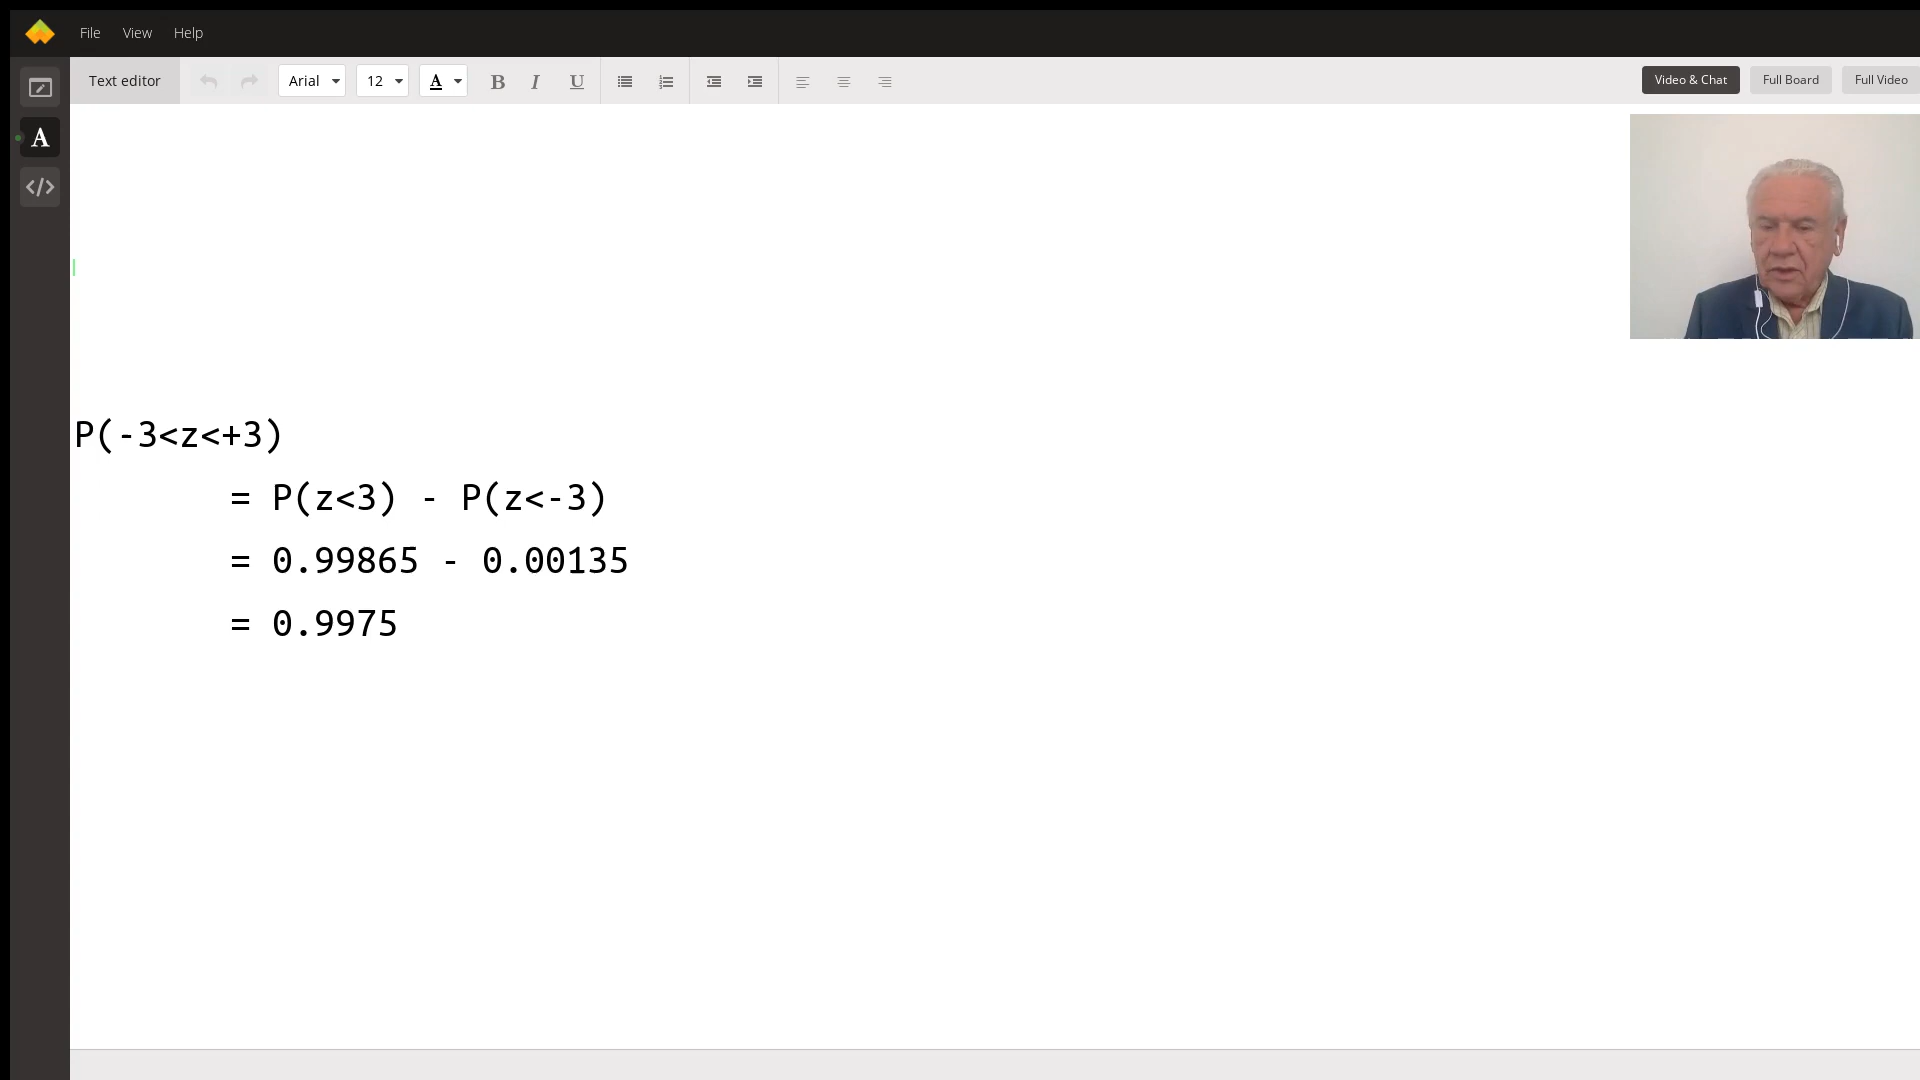 File View Help
Text editor Arial 12 A B I U Video & Chat Full Board Full Video
A
</>
P(-3<z<+3)
= P(z<3) - P(z<-3)
= 0.99865 - 0.00135
= 0.9975